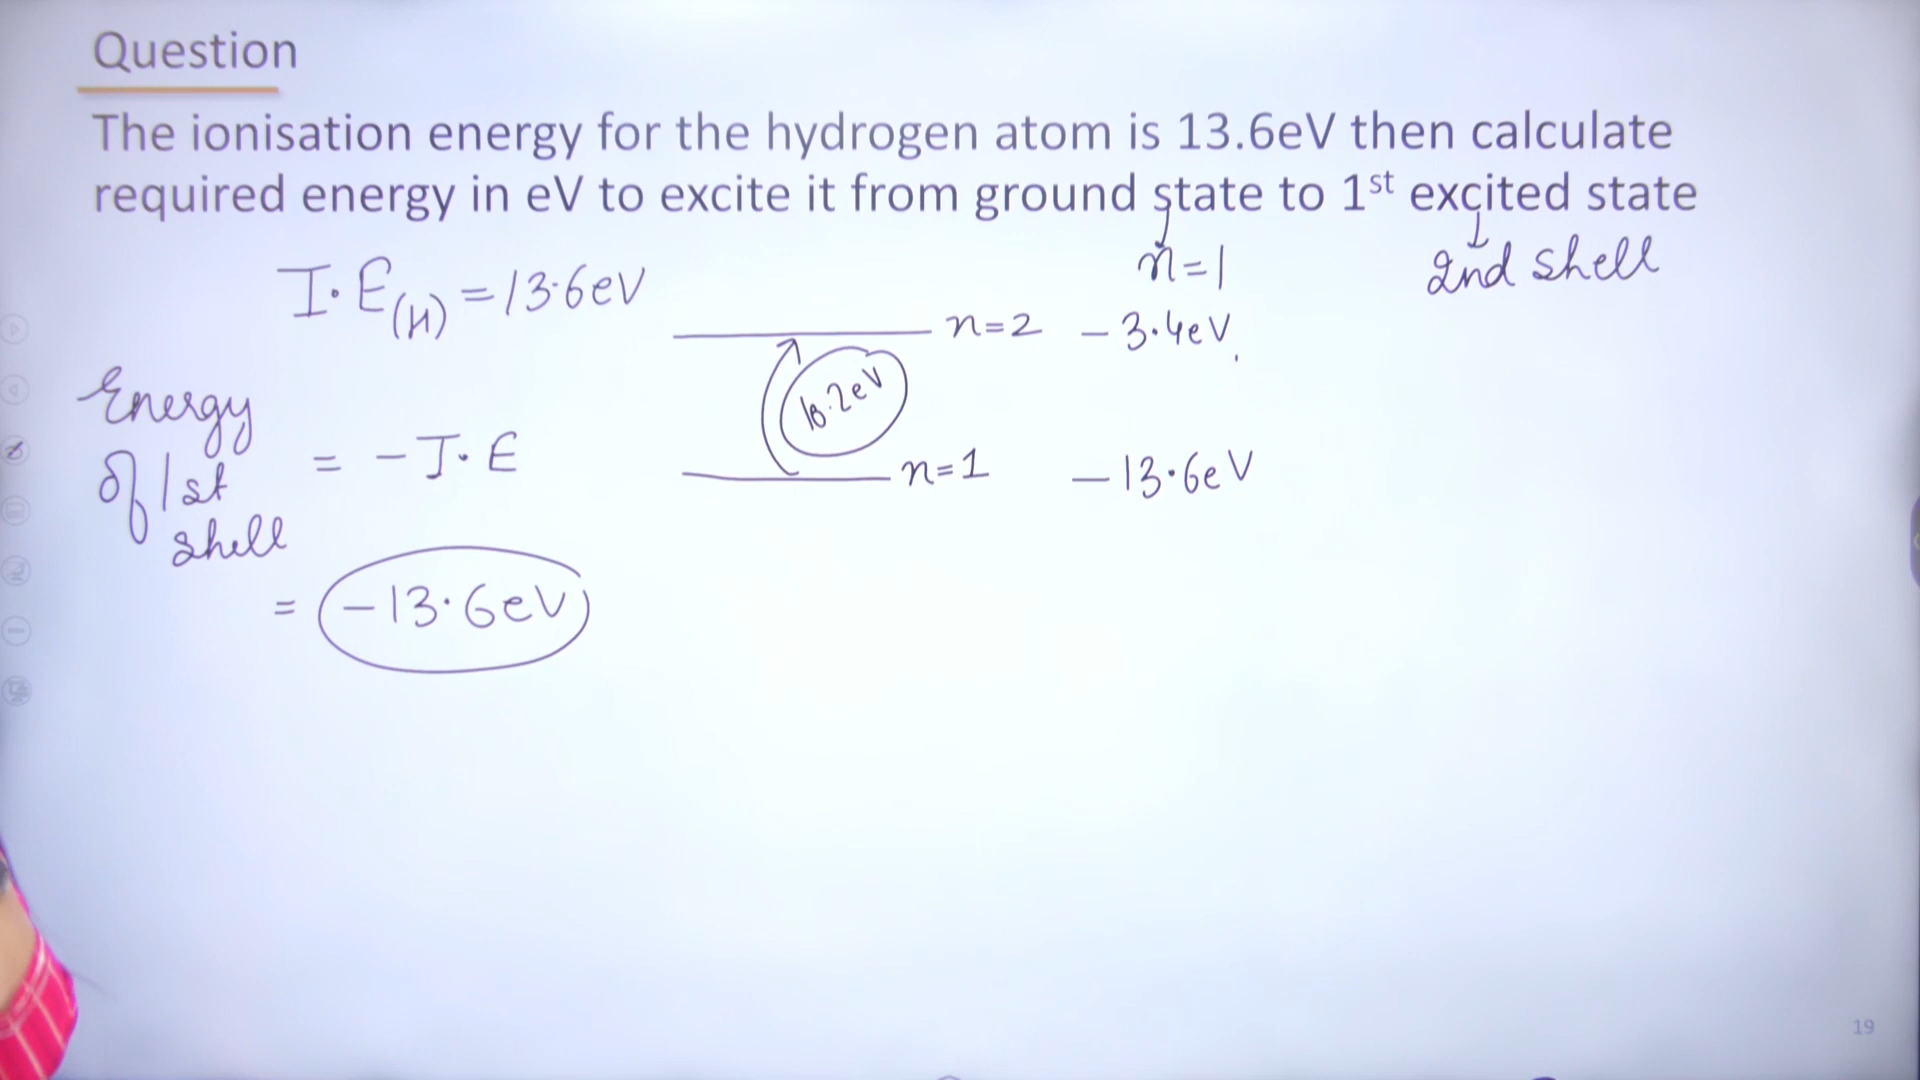 Question
The ionisation energy for the hydrogen atom is 13.6eV then calculate
required energy in eV to excite it from ground state to 1st excited state
n=1
2nd shell
I.E(H) = 13.6eV
n=2 -3.4eV
10.2eV
n=1 -13.6eV
Energy
of 1st = -I.E
shell
= -13.6eV
19